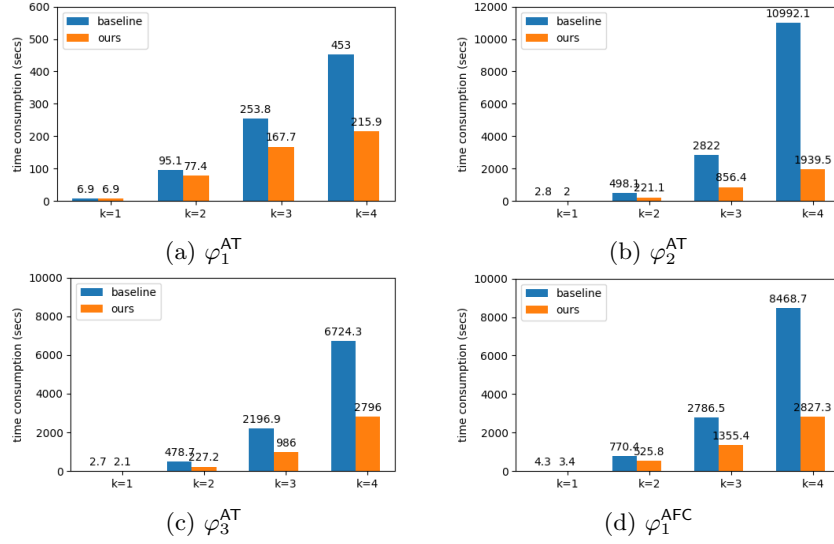 600
500
400
300
200
100
0
time consumption (secs)
baseline
ours
6.9 6.9
95.1
77.4
253.8
167.7
453
215.9
k=1 k=2 k=3 k=4
(a) φ₁ᴬᵀ
12000
10000
8000
6000
4000
2000
0
time consumption (secs)
baseline
ours
2.8 2
498.1
221.1
2822
856.4
10992.1
1939.5
k=1 k=2 k=3 k=4
(b) φ₂ᴬᵀ
10000
8000
6000
4000
2000
0
time consumption (secs)
baseline
ours
2.7 2.1
478.7
227.2
2196.9
986
6724.3
2796
k=1 k=2 k=3 k=4
(c) φ₃ᴬᵀ
10000
8000
6000
4000
2000
0
time consumption (secs)
baseline
ours
4.3 3.4
770.4
525.8
2786.5
1355.4
8468.7
2827.3
k=1 k=2 k=3 k=4
(d) φ₁^AFC